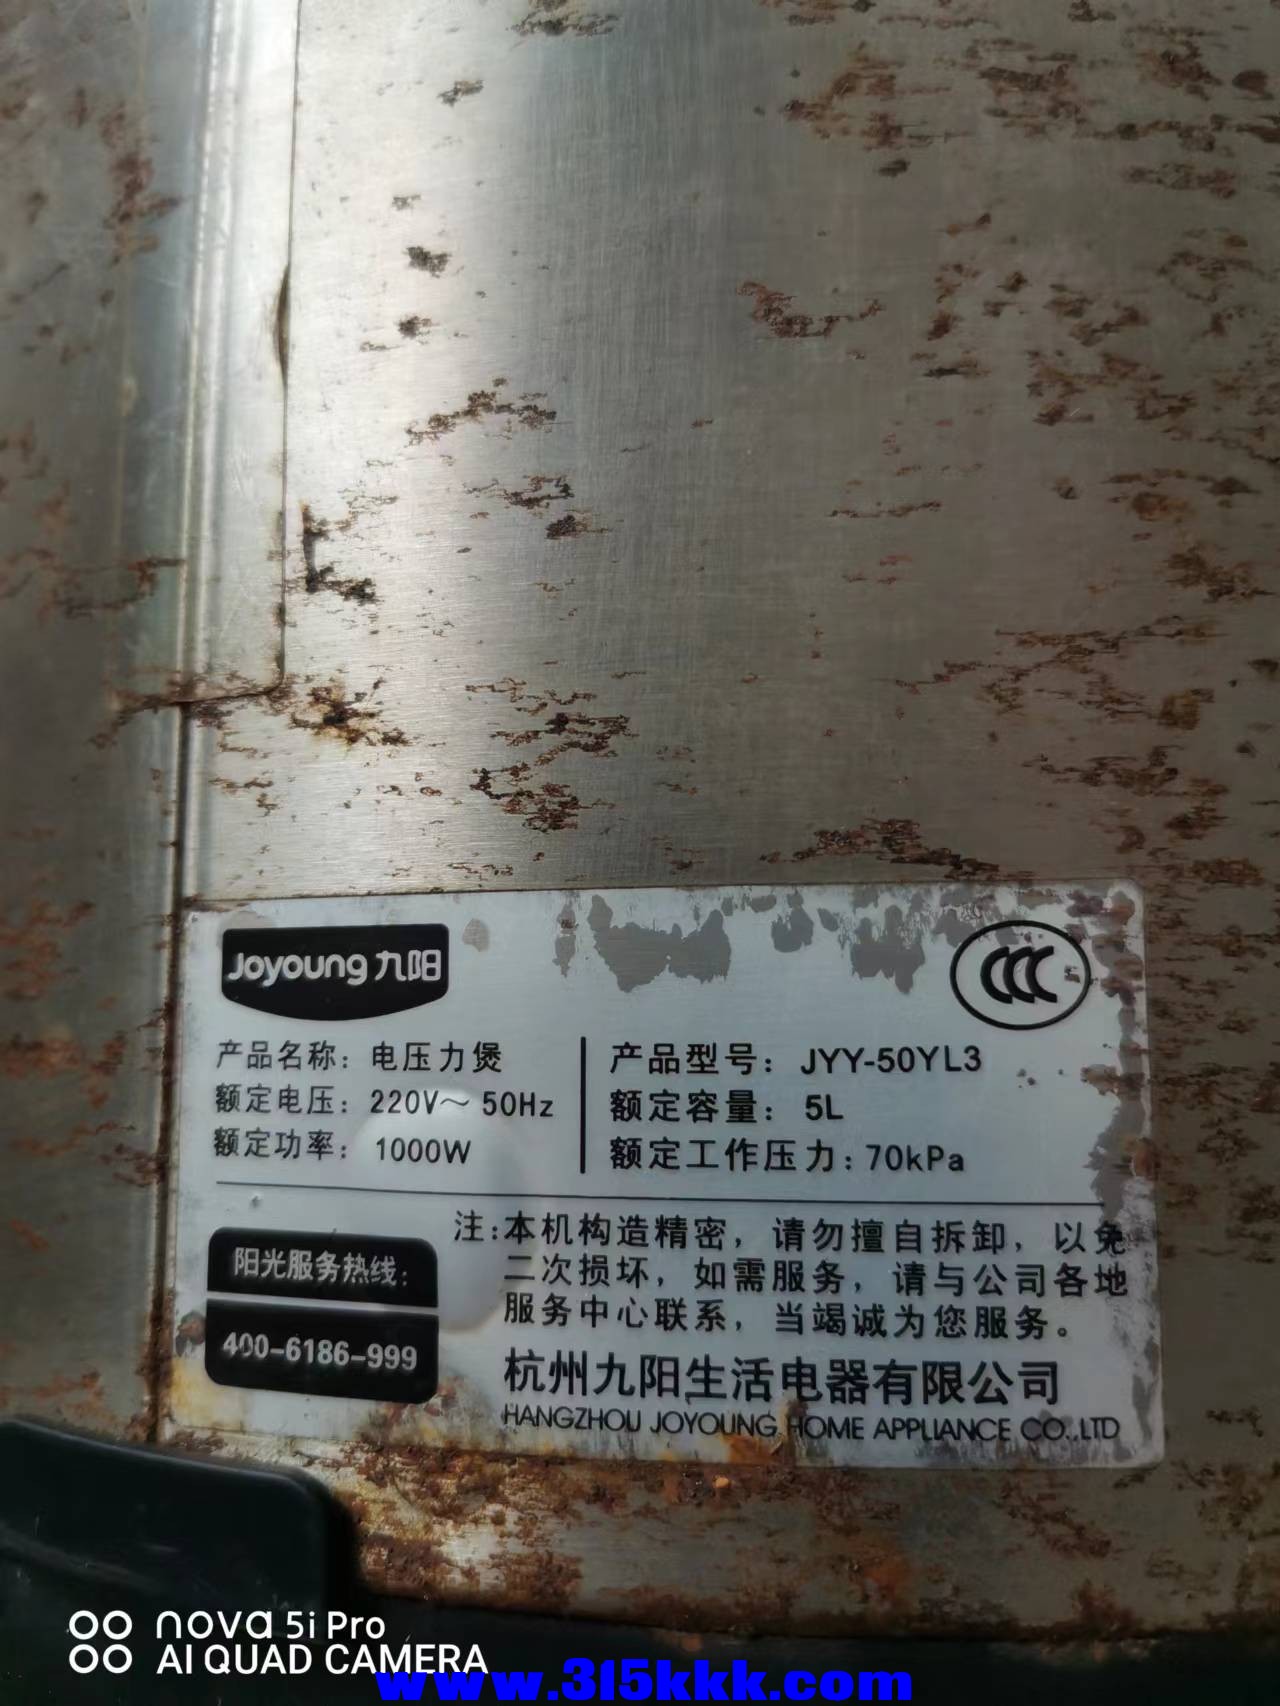 Joyoung 九阳
CCC
产品名称：电压力煲
额定电压：220V～50Hz
额定功率：1000W
产品型号：JYY-50YL3
额定容量：5L
额定工作压力：70kPa
阳光服务热线：
400-6186-999
注：本机构造精密，请勿擅自拆卸，以免
二次损坏，如需服务，请与公司各地
服务中心联系，当竭诚为您服务。
杭州九阳生活电器有限公司
HANGZHOU JOYOUNG HOME APPLIANCE CO.,LTD
nova 5i Pro
AI QUAD CAMERA
www.315kkk.com